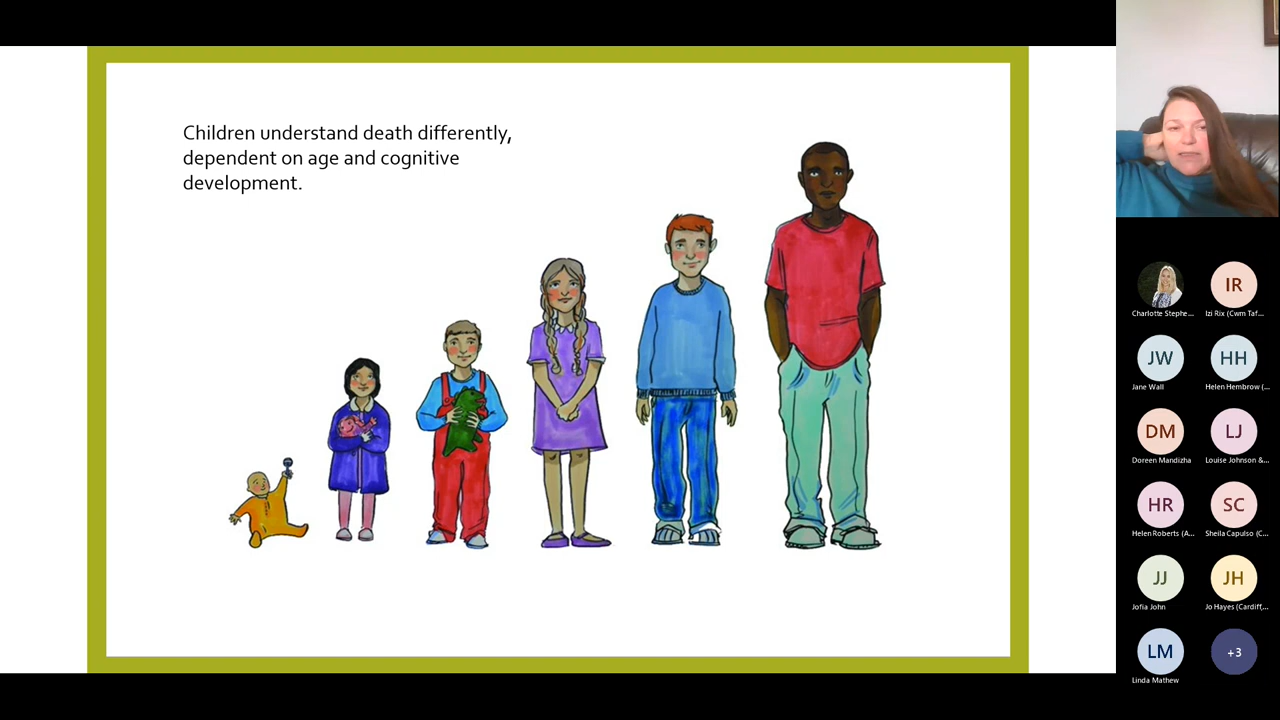 Children understand death differently,
dependent on age and cognitive
development.
Charlotte Stephe...
IR
Izi Rix (Cwm Taf...
JW
Jane Wall
HH
Helen Hembrow (...
DM
Doreen Mandizha
LJ
Louise Johnson &...
HR
Helen Roberts (A...
SC
Sheila Capulso (C...
JJ
Jofia John
JH
Jo Hayes (Cardiff,...
LM
Linda Mathew
+3